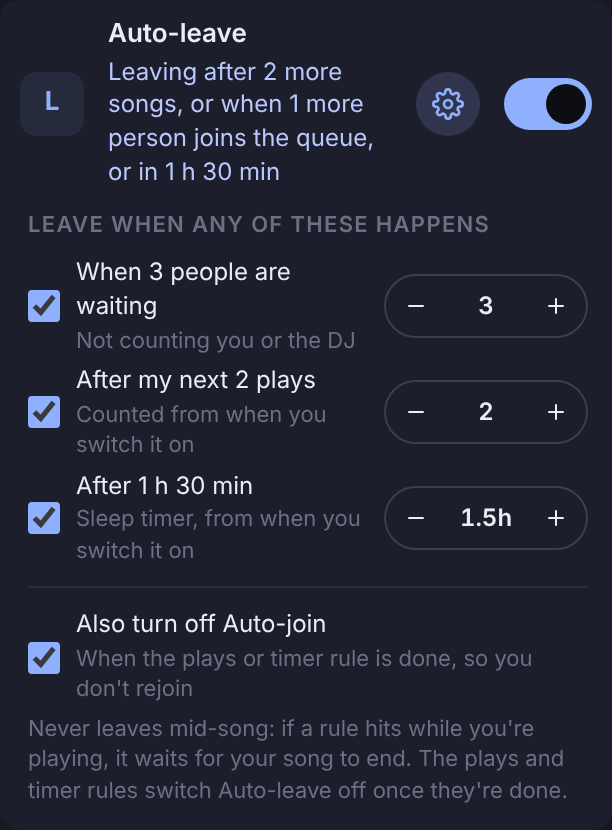 Auto-leave
L
Leaving after 2 more
songs, or when 1 more
person joins the queue,
or in 1 h 30 min
LEAVE WHEN ANY OF THESE HAPPENS
When 3 people are
waiting
Not counting you or the DJ
− 3 +
After my next 2 plays
Counted from when you
switch it on
− 2 +
After 1 h 30 min
Sleep timer, from when you
switch it on
− 1.5h +
Also turn off Auto-join
When the plays or timer rule is done, so you
don't rejoin
Never leaves mid-song: if a rule hits while you're
playing, it waits for your song to end. The plays and
timer rules switch Auto-leave off once they're done.